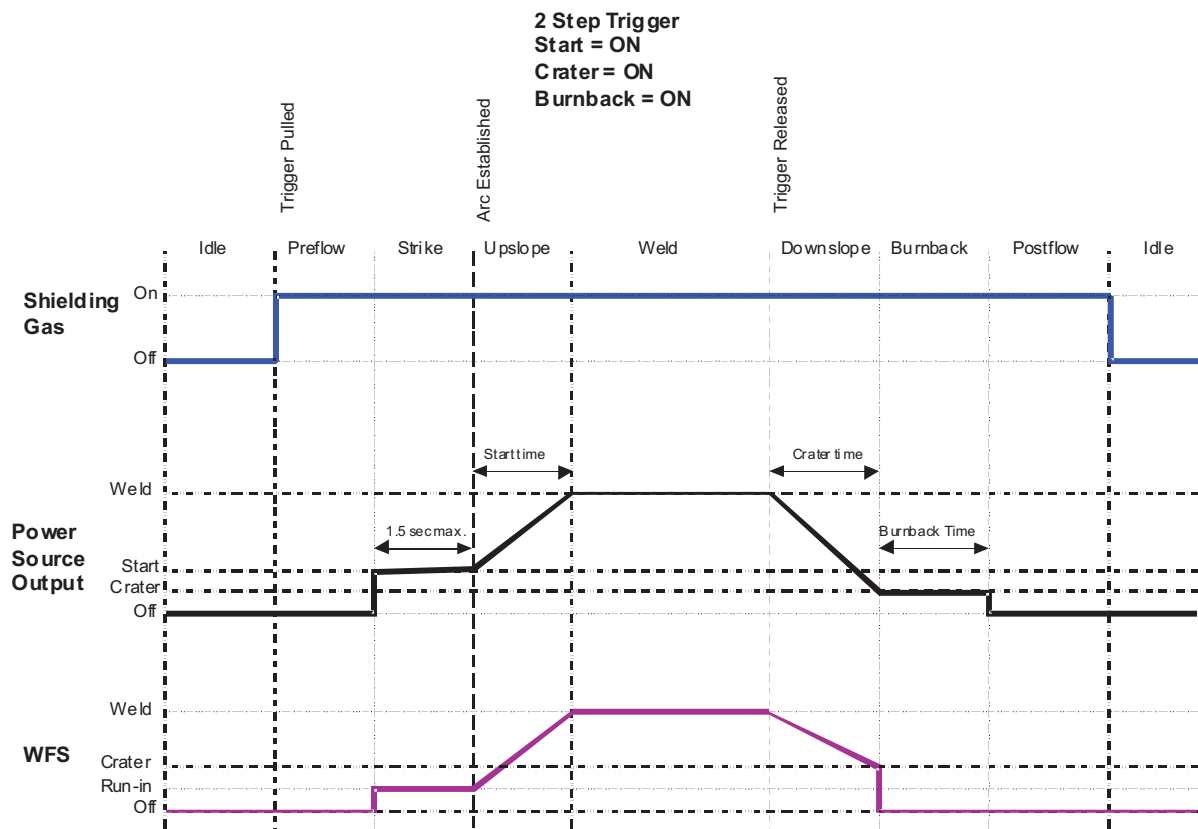 2 Step Trigger
Start = ON
Crater = ON
Burnback = ON
Trigger Pulled
Arc Established
Trigger Released
Idle
Preflow
Strike
Upslope
Weld
Downslope
Burnback
Postflow
Idle
Shielding
Gas
On
Off
Start time
Crater time
Weld
1.5 sec max.
Burnback Time
Power
Source
Output
Start
Crater
Off
Weld
WFS
Crater
Run-in
Off